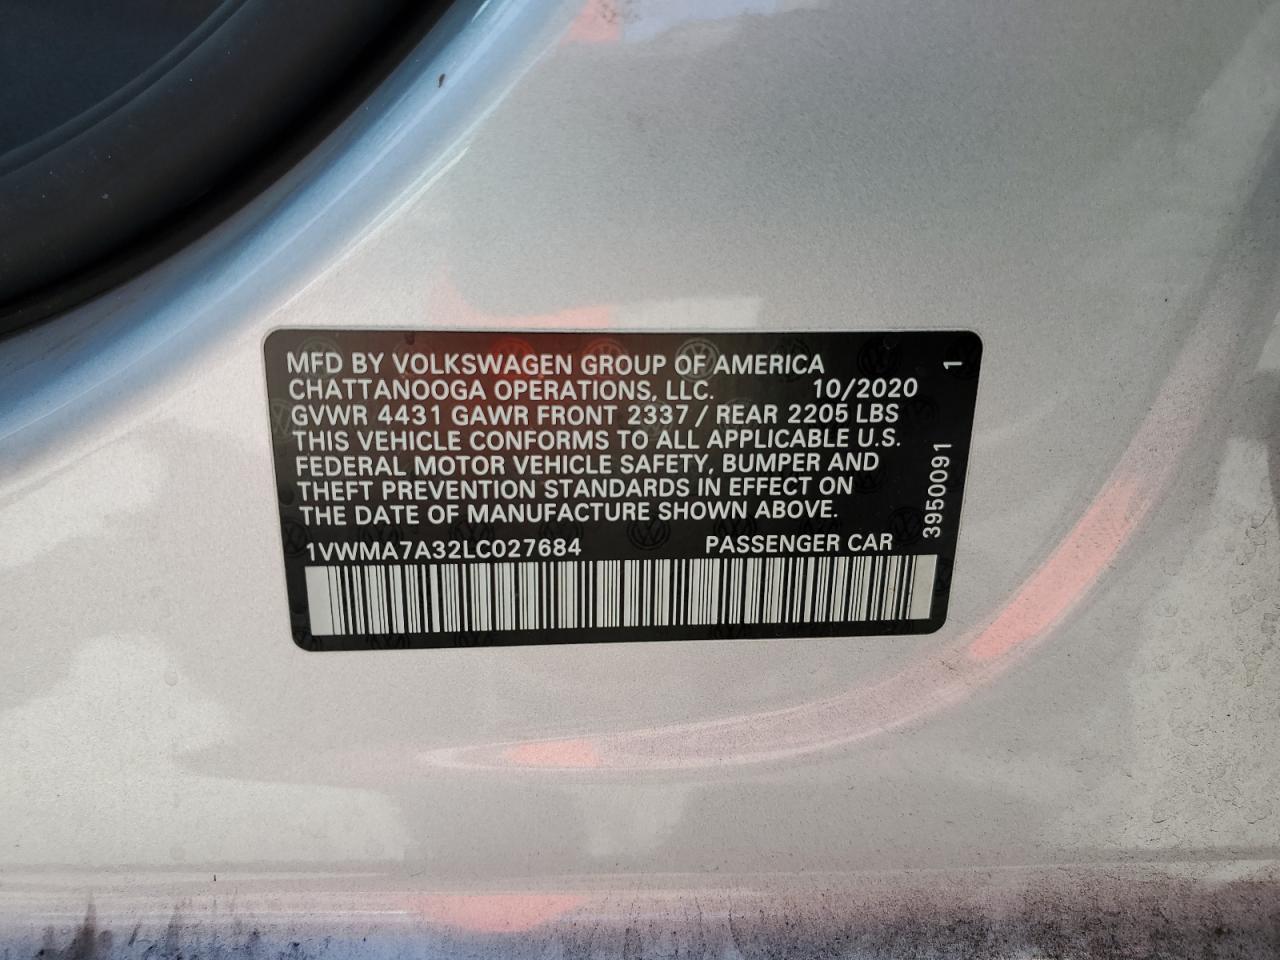 MFD BY VOLKSWAGEN GROUP OF AMERICA
CHATTANOOGA OPERATIONS, LLC. 10/2020
GVWR 4431 GAWR FRONT 2337 / REAR 2205 LBS
THIS VEHICLE CONFORMS TO ALL APPLICABLE U.S.
FEDERAL MOTOR VEHICLE SAFETY, BUMPER AND
THEFT PREVENTION STANDARDS IN EFFECT ON
THE DATE OF MANUFACTURE SHOWN ABOVE.
1VWMA7A32LC027684 PASSENGER CAR
3950091 1